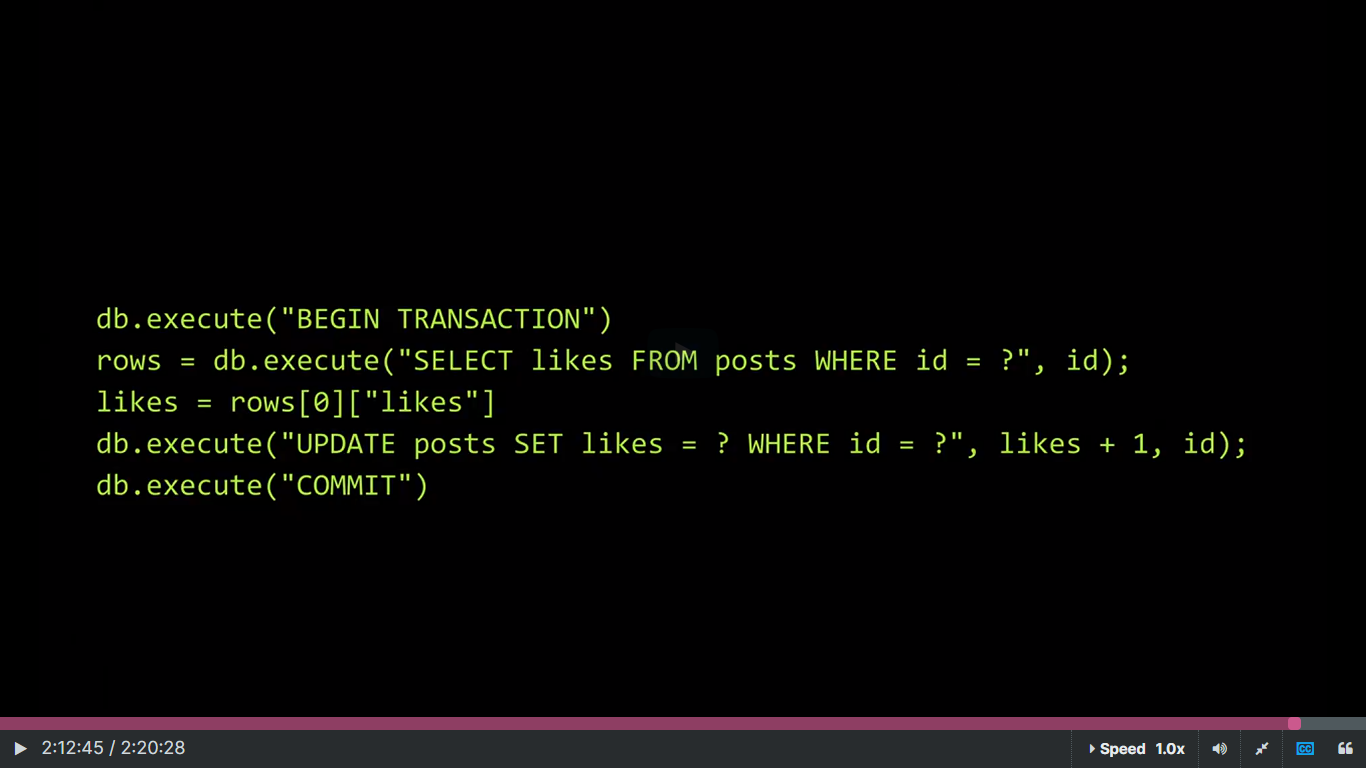 db.execute("BEGIN TRANSACTION")
rows = db.execute("SELECT likes FROM posts WHERE id = ?", id);
likes = rows[0]["likes"]
db.execute("UPDATE posts SET likes = ? WHERE id = ?", likes + 1, id);
db.execute("COMMIT")
2:12:45 / 2:20:28
Speed 1.0x
CC